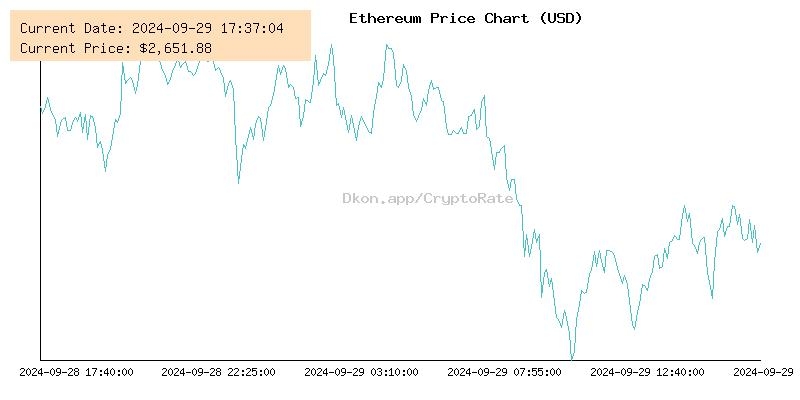 Ethereum Price Chart (USD)
Current Date: 2024-09-29 17:37:04
Current Price: $2,651.88
Dkon.app/CryptoRate
2024-09-28 17:40:00 2024-09-28 22:25:00 2024-09-29 03:10:00 2024-09-29 07:55:00 2024-09-29 12:40:00 2024-09-29